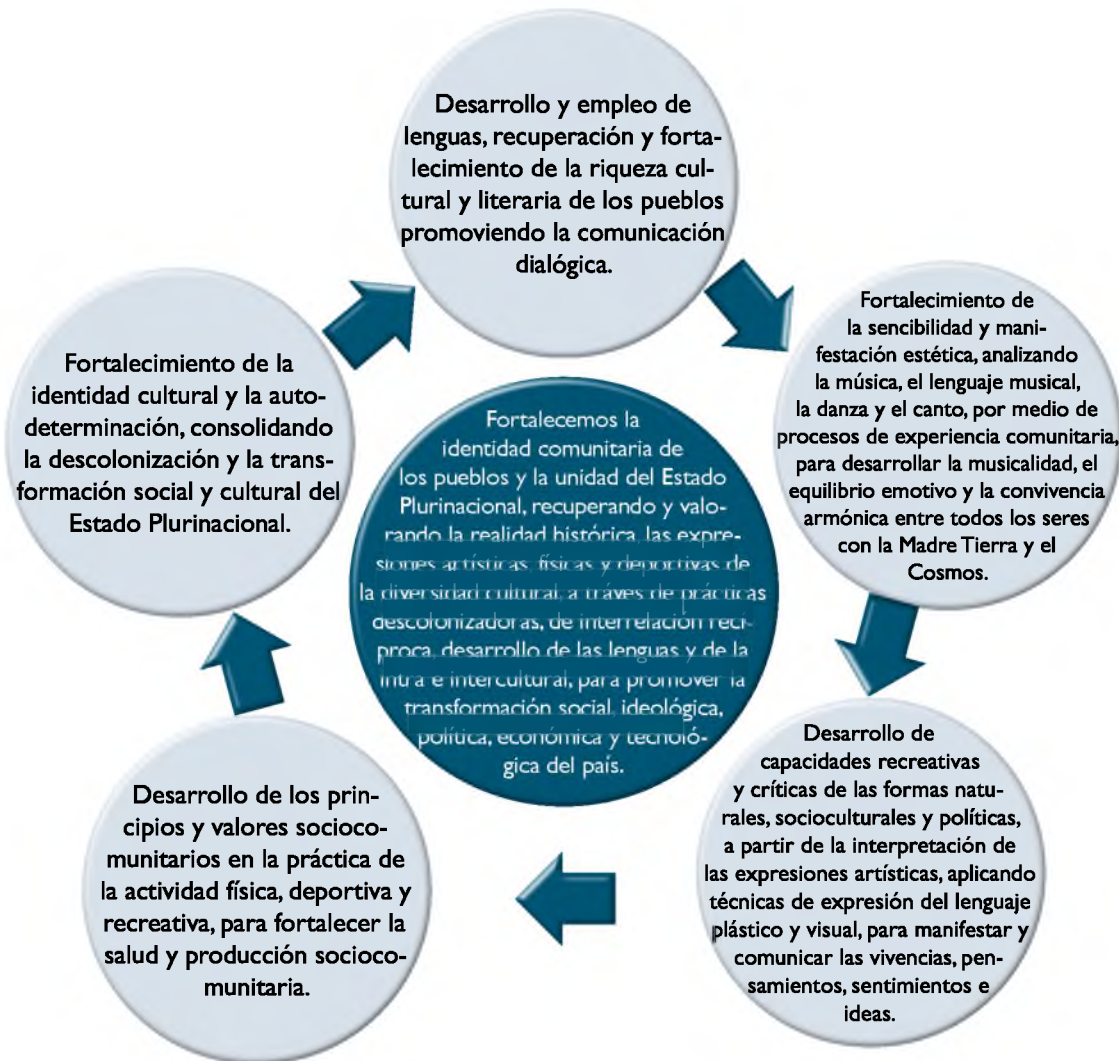 Desarrollo y empleo de
lenguas, recuperación y forta-
lecimiento de la riqueza cul-
tural y literaria de los pueblos
promoviendo la comunicación
dialógica.
Fortalecimiento de
la sencibilidad y mani-
festación estética, analizando
la música, el lenguaje musical,
la danza y el canto, por medio de
procesos de experiencia comunitaria,
para desarrollar la musicalidad, el
equilibrio emotivo y la convivencia
armónica entre todos los seres
con la Madre Tierra y el
Cosmos.
Desarrollo de
capacidades recreativas
y críticas de las formas natu-
rales, socioculturales y políticas,
a partir de la interpretación de
las expresiones artísticas, aplicando
técnicas de expresión del lenguaje
plástico y visual, para manifestar y
comunicar las vivencias, pen-
samientos, sentimientos e
ideas.
Desarrollo de los prin-
cipios y valores socioco-
munitarios en la práctica de
la actividad física, deportiva y
recreativa, para fortalecer la
salud y producción socioco-
munitaria.
Fortalecimiento de la
identidad cultural y la auto-
determinación, consolidando
la descolonización y la trans-
formación social y cultural del
Estado Plurinacional.
Fortalecemos la
identidad comunitaria de
los pueblos y la unidad del Estado
Plurinacional, recuperando y valo-
rando la realidad histórica, las expre-
siones artísticas, físicas y deportivas de
la diversidad cultural, a tráves de prácticas
descolonizadoras, de interrelación recí-
proca, desarrollo de las lenguas y de la
intra e intercultural, para promover la
transformación social, ideológica,
política, económica y tecnoló-
gica del país.